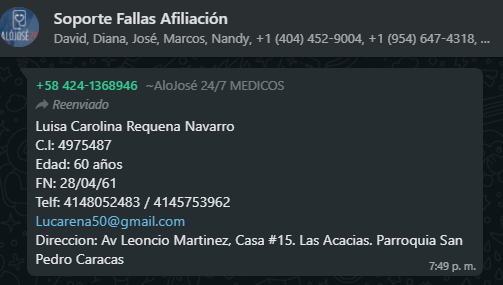 Soporte Fallas Afiliación
David, Diana, José, Marcos, Nandy, +1 (404) 452-9004, +1 (954) 647-4318, ...
+58 424-1368946 ~AloJosé 24/7 MEDICOS
Reenviado
Luisa Carolina Requena Navarro
C.I: 4975487
Edad: 60 años
FN: 28/04/61
Telf: 4148052483 / 4145753962
Lucarena50@gmail.com
Direccion: Av Leoncio Martinez, Casa #15. Las Acacias. Parroquia San
Pedro Caracas
7:49 p. m.